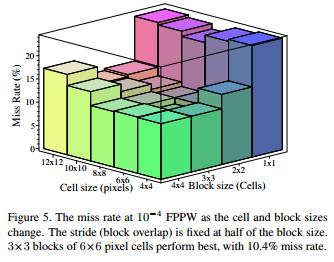 20
15
10
5
0
Miss Rate (%)
12x12
10x10
8x8
6x6
4x4
Cell size (pixels)
4x4
3x3
2x2
1x1
Block size (Cells)
Figure 5. The miss rate at 10⁻⁴ FPPW as the cell and block sizes
change. The stride (block overlap) is fixed at half of the block size.
3×3 blocks of 6×6 pixel cells perform best, with 10.4% miss rate.